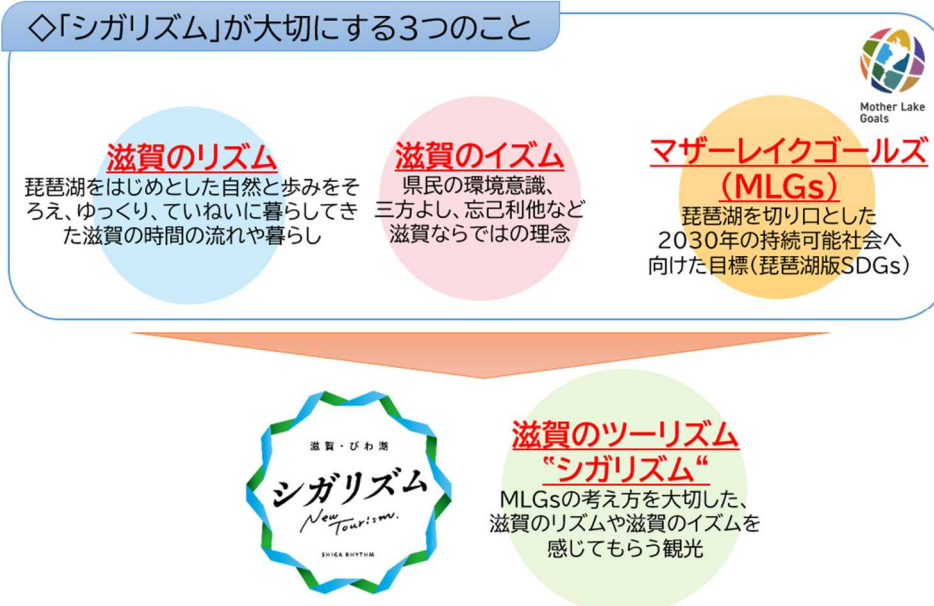 ◇「シガリズム」が大切にする3つのこと
Mother Lake
Goals
滋賀のリズム
琵琶湖をはじめとした自然と歩みをそ
ろえ、ゆっくり、ていねいに暮らしてき
た滋賀の時間の流れや暮らし
滋賀のイズム
県民の環境意識、
三方よし、忘己利他など
滋賀ならではの理念
マザーレイクゴールズ
（MLGs）
琵琶湖を切り口とした
2030年の持続可能社会へ
向けた目標（琵琶湖版SDGs）
滋賀・びわ湖
シガリズム
New
Tourism.
SHIGA RHYTHM
滋賀のツーリズム
“シガリズム“
MLGsの考え方を大切した、
滋賀のリズムや滋賀のイズムを
感じてもらう観光